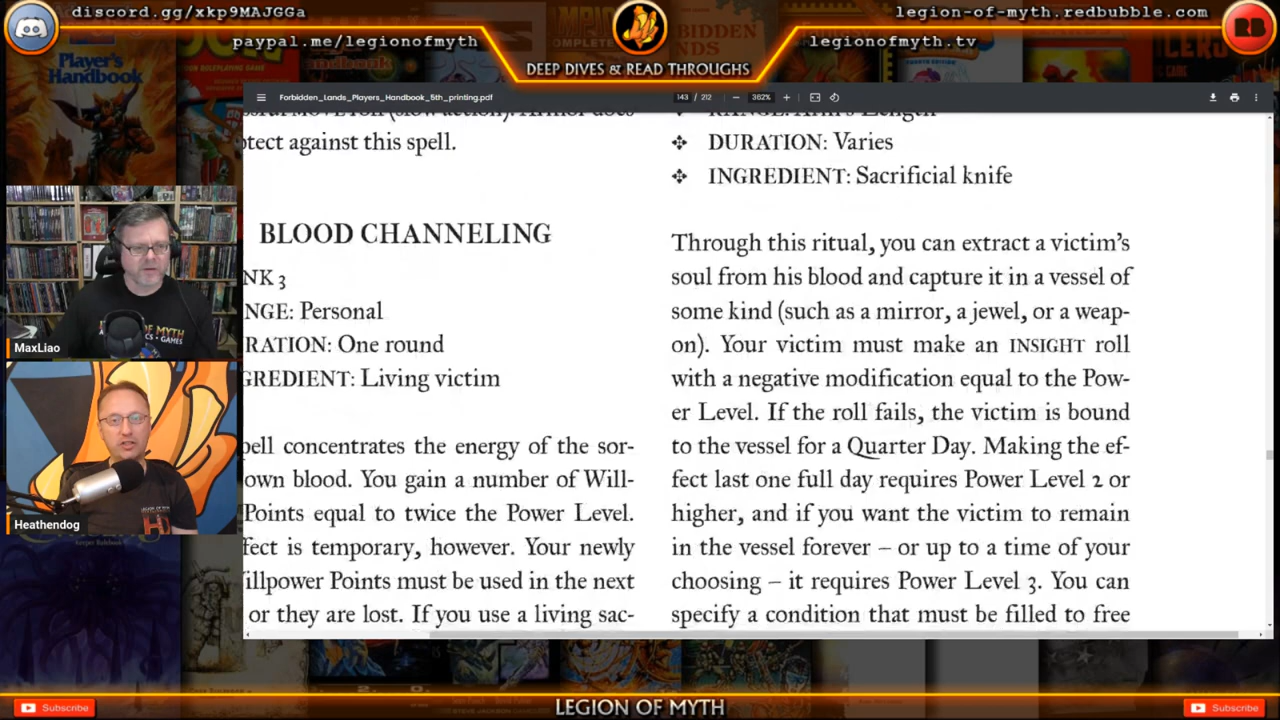 discord.gg/xkp9MAJGGa
legion-of-myth.redbubble.com
paypal.me/legionofmyth
legionofmyth.tv
DEEP DIVES & READ THROUGHS
Player's
Handbook
Forbidden_Lands_Players_Handbook_5th_printing.pdf
143 / 212
362%
otect against this spell.
BLOOD CHANNELING
NK 3
NGE: Personal
RATION: One round
GREDIENT: Living victim
pell concentrates the energy of the sor-
own blood. You gain a number of Will-
Points equal to twice the Power Level.
fect is temporary, however. Your newly
illpower Points must be used in the next
or they are lost. If you use a living sac-
RANGE: Arm's Length
DURATION: Varies
INGREDIENT: Sacrificial knife
Through this ritual, you can extract a victim's
soul from his blood and capture it in a vessel of
some kind (such as a mirror, a jewel, or a weap-
on). Your victim must make an INSIGHT roll
with a negative modification equal to the Pow-
er Level. If the roll fails, the victim is bound
to the vessel for a Quarter Day. Making the ef-
fect last one full day requires Power Level 2 or
higher, and if you want the victim to remain
in the vessel forever – or up to a time of your
choosing – it requires Power Level 3. You can
specify a condition that must be filled to free
MaxLiao
Heathendog
Subscribe
LEGION OF MYTH
Subscribe